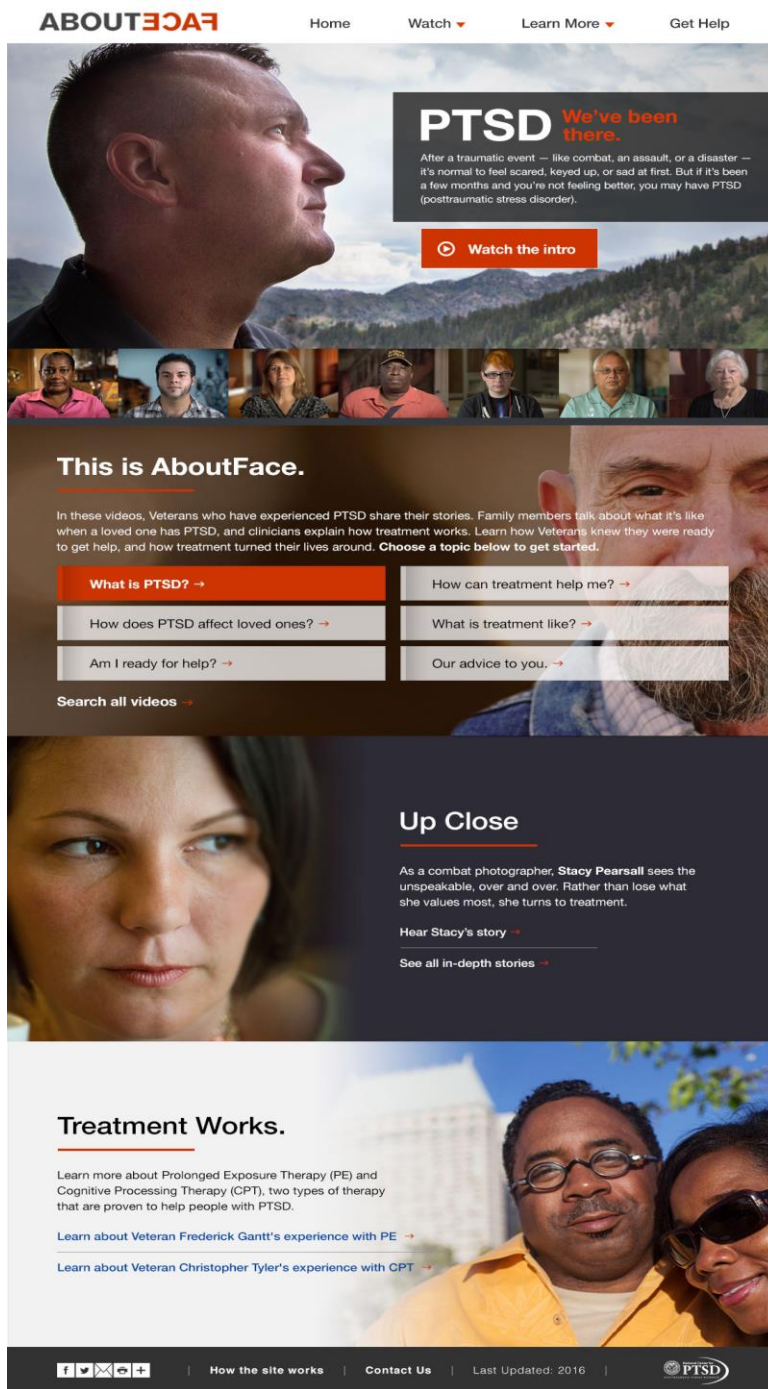 ABOUTFACE
Home
Watch
Learn More
Get Help
PTSD
We've been
there.
After a traumatic event — like combat, an assault, or a disaster —
it's normal to feel scared, keyed up, or sad at first. But if it's been
a few months and you're not feeling better, you may have PTSD
(posttraumatic stress disorder).
Watch the intro
This is AboutFace.
In these videos, Veterans who have experienced PTSD share their stories. Family members talk about what it's like
when a loved one has PTSD, and clinicians explain how treatment works. Learn how Veterans knew they were ready
to get help, and how treatment turned their lives around. Choose a topic below to get started.
What is PTSD? →
How can treatment help me? →
How does PTSD affect loved ones? →
What is treatment like? →
Am I ready for help? →
Our advice to you. →
Search all videos →
Up Close
As a combat photographer, Stacy Pearsall sees the
unspeakable, over and over. Rather than lose what
she values most, she turns to treatment.
Hear Stacy's story →
See all in-depth stories →
Treatment Works.
Learn more about Prolonged Exposure Therapy (PE) and
Cognitive Processing Therapy (CPT), two types of therapy
that are proven to help people with PTSD.
Learn about Veteran Frederick Gantt's experience with PE →
Learn about Veteran Christopher Tyler's experience with CPT →
How the site works | Contact Us | Last Updated: 2016 |
PTSD